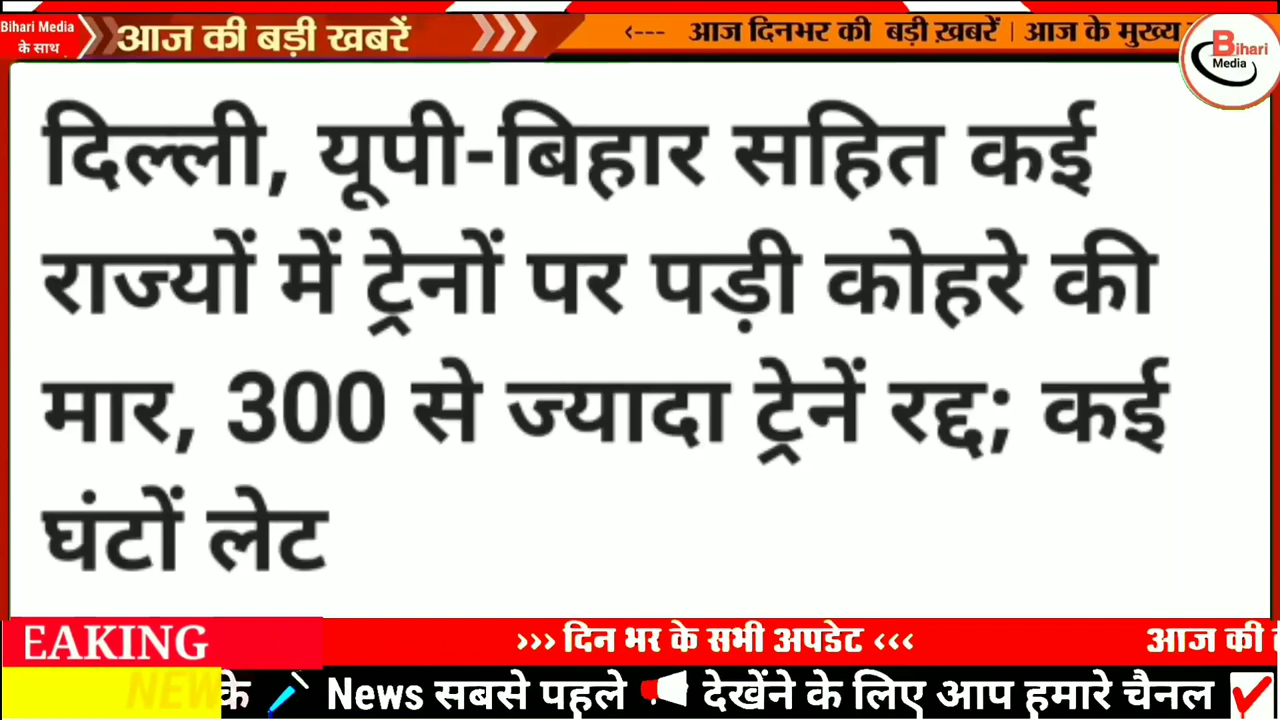 Bihari Media
के साथ
आज की बड़ी खबरें
<--- आज दिनभर की बड़ी ख़बरें | आज के मुख्य
Bihari
Media
दिल्ली, यूपी-बिहार सहित कई
राज्यों में ट्रेनों पर पड़ी कोहरे की
मार, 300 से ज्यादा ट्रेनें रद्द; कई
घंटों लेट
EAKING
>>> दिन भर के सभी अपडेट <<< आज की
NEW
के News सबसे पहले देखेंने के लिए आप हमारे चैनल